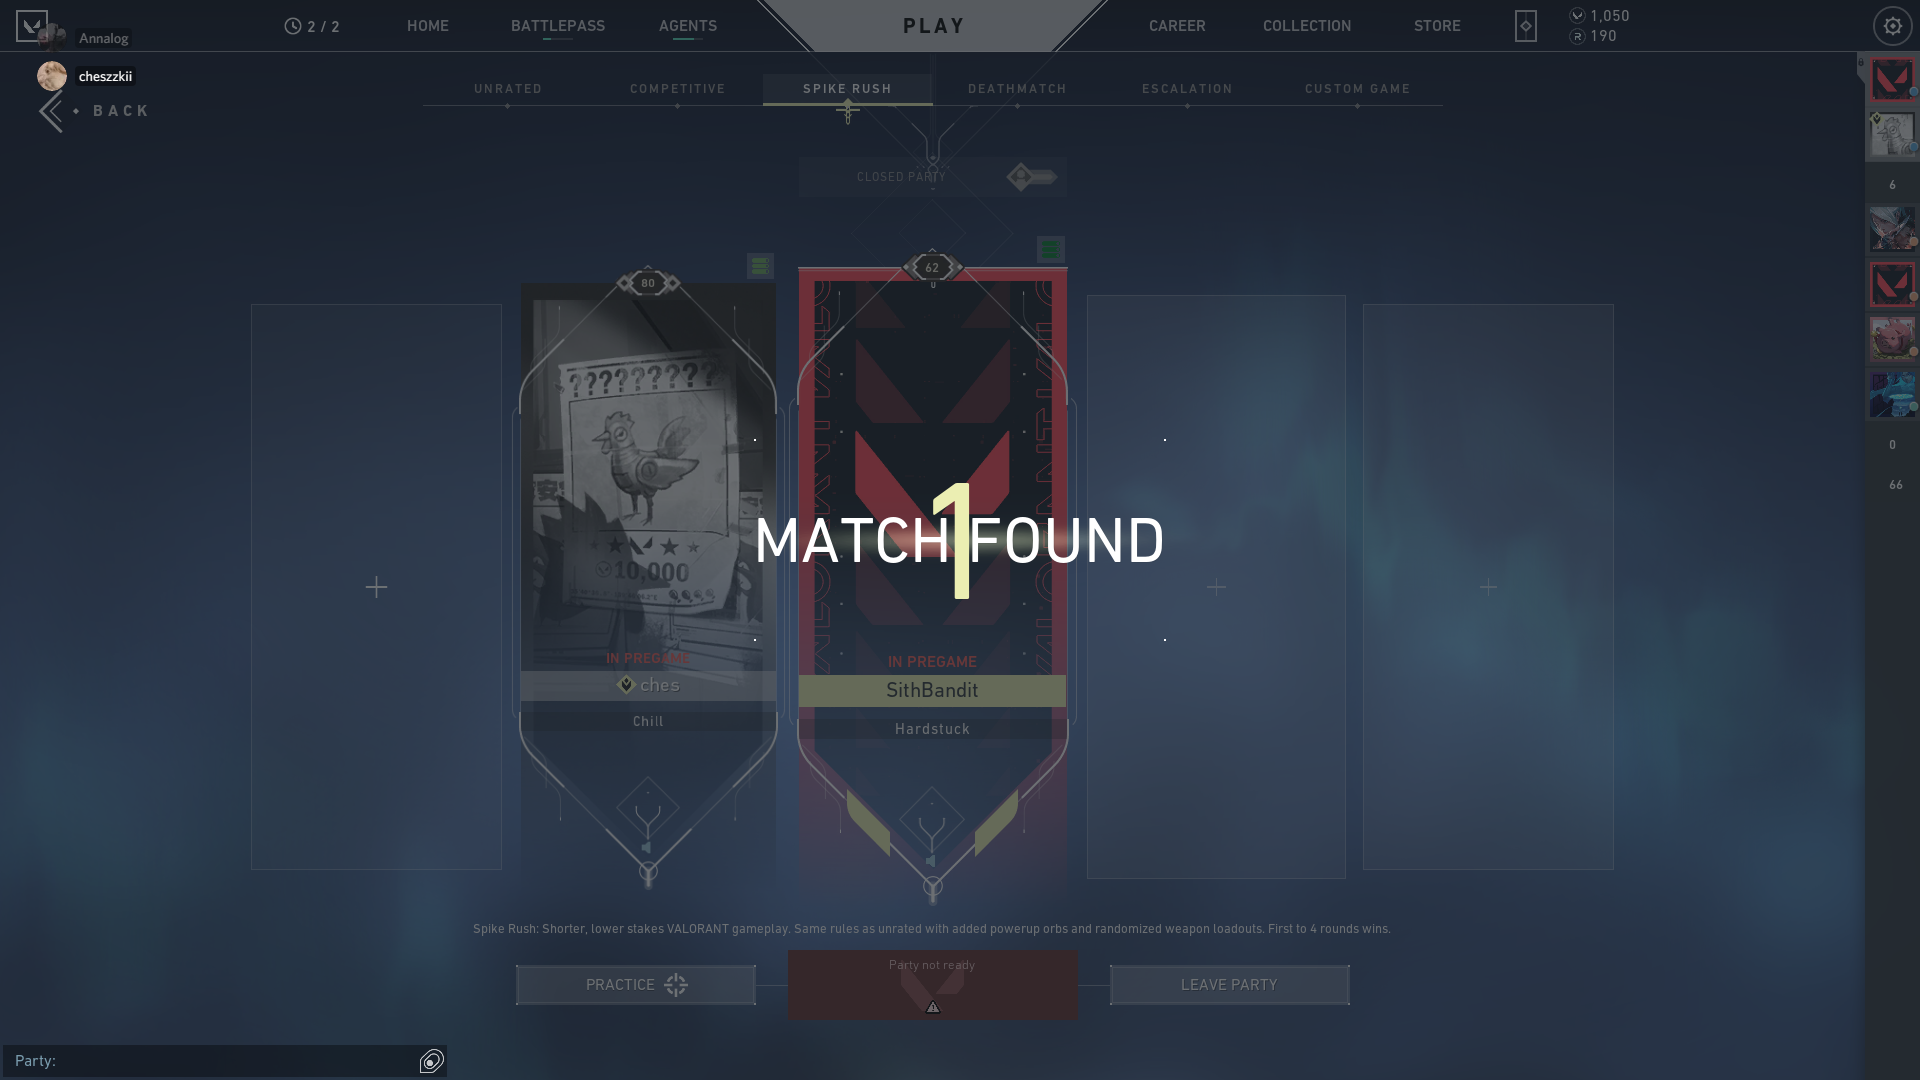 2 / 2
HOME
BATTLEPASS
AGENTS
PLAY
CAREER
COLLECTION
STORE
1,050
190
Annalog
cheszzkii
BACK
UNRATED
COMPETITIVE
SPIKE RUSH
DEATHMATCH
ESCALATION
CUSTOM GAME
CLOSED PARTY
80
62
6
0
66
?????????
10,000
MATCH FOUND
1
IN PREGAME
ches
Chill
IN PREGAME
SithBandit
Hardstuck
Spike Rush: Shorter, lower stakes VALORANT gameplay. Same rules as unrated with added powerup orbs and randomized weapon loadouts. First to 4 rounds wins.
PRACTICE
Party not ready
LEAVE PARTY
Party: